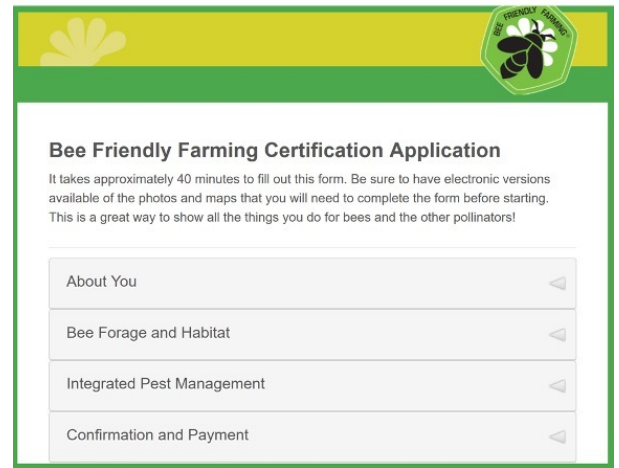 BEE FRIENDLY FARMING
Bee Friendly Farming Certification Application
It takes approximately 40 minutes to fill out this form. Be sure to have electronic versions
available of the photos and maps that you will need to complete the form before starting.
This is a great way to show all the things you do for bees and the other pollinators!
About You
Bee Forage and Habitat
Integrated Pest Management
Confirmation and Payment